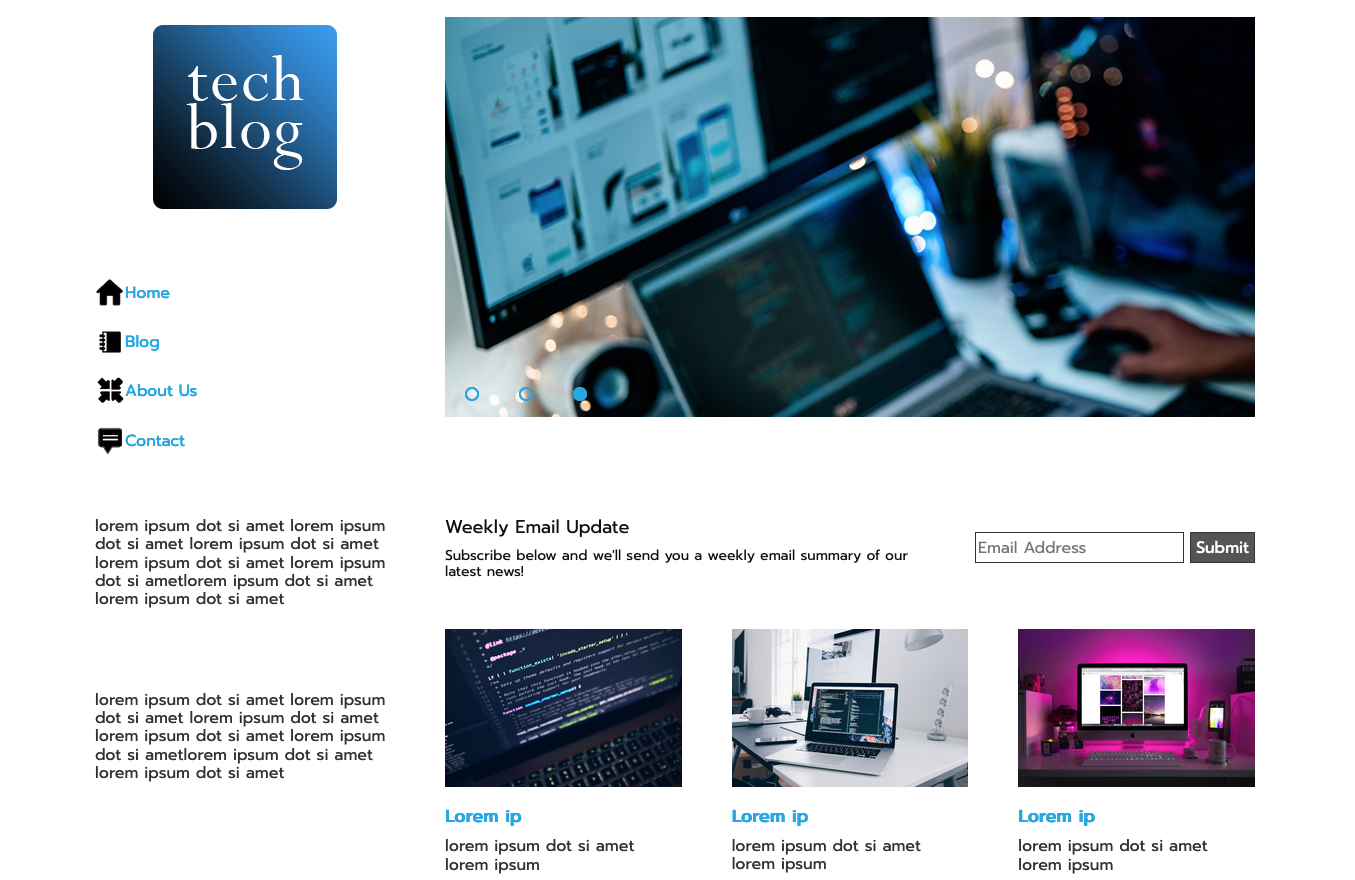 tech
blog
Home
Blog
About Us
Contact
lorem ipsum dot si amet lorem ipsum
dot si amet lorem ipsum dot si amet
lorem ipsum dot si amet lorem ipsum
dot si ametlorem ipsum dot si amet
lorem ipsum dot si amet
lorem ipsum dot si amet lorem ipsum
dot si amet lorem ipsum dot si amet
lorem ipsum dot si amet lorem ipsum
dot si ametlorem ipsum dot si amet
lorem ipsum dot si amet
Weekly Email Update
Subscribe below and we'll send you a weekly email summary of our
latest news!
Email Address
Submit
@link
@package
if ( ! function_exists(
Lorem ip
lorem ipsum dot si amet
lorem ipsum
Lorem ip
lorem ipsum dot si amet
lorem ipsum
Lorem ip
lorem ipsum dot si amet
lorem ipsum